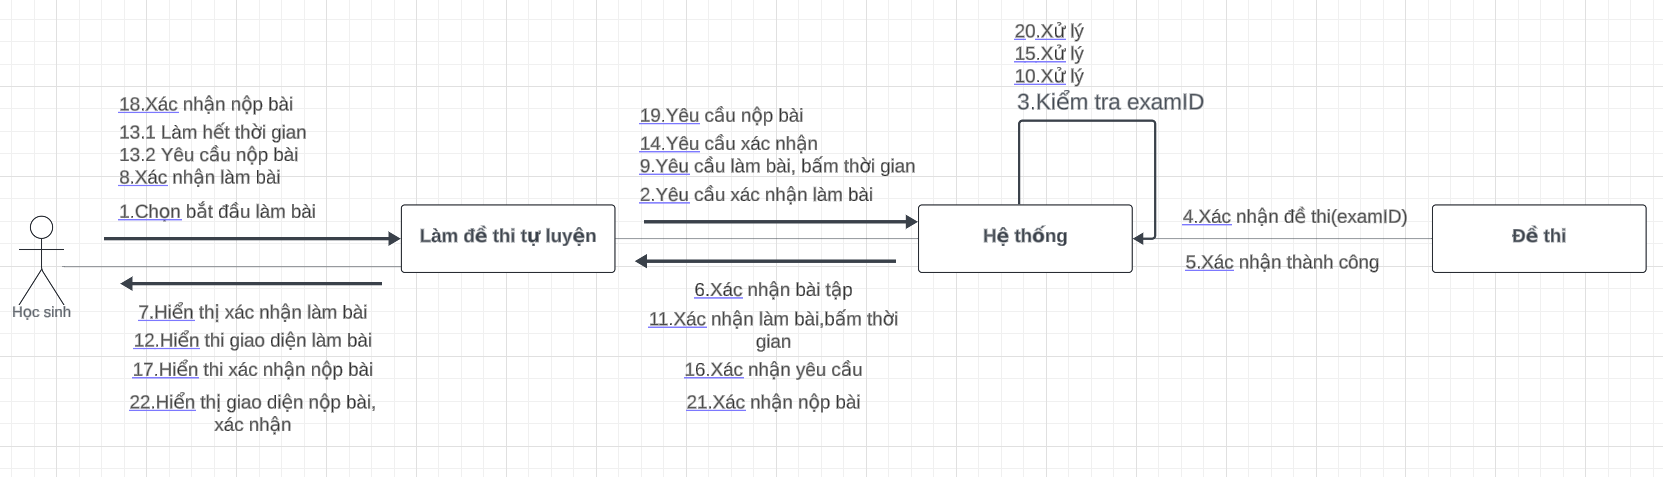 20.Xử lý
15.Xử lý
10.Xử lý
3.Kiểm tra examID
18.Xác nhận nộp bài
13.1 Làm hết thời gian
13.2 Yêu cầu nộp bài
8.Xác nhận làm bài
1.Chọn bắt đầu làm bài
19.Yêu cầu nộp bài
14.Yêu cầu xác nhận
9.Yêu cầu làm bài, bấm thời gian
2.Yêu cầu xác nhận làm bài
4.Xác nhận đề thi(examID)
Làm đề thi tự luyện
Hệ thống
Đề thi
5.Xác nhận thành công
Học sinh
7.Hiển thị xác nhận làm bài
12.Hiển thi giao diện làm bài
17.Hiển thi xác nhận nộp bài
22.Hiển thị giao diện nộp bài,
xác nhận
6.Xác nhận bài tập
11.Xác nhận làm bài,bấm thời
gian
16.Xác nhận yêu cầu
21.Xác nhận nộp bài